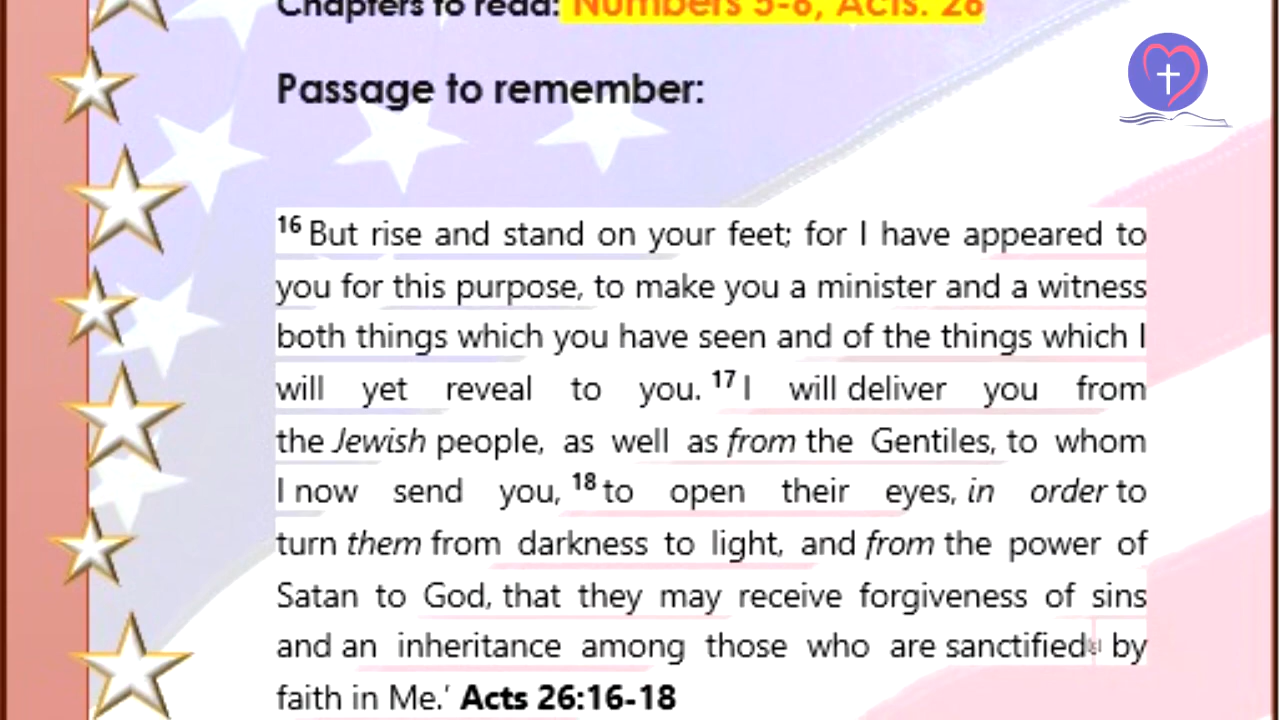 Chapters to read: Numbers 5-6, Acts. 26
Passage to remember:
16 But rise and stand on your feet; for I have appeared to
you for this purpose, to make you a minister and a witness
both things which you have seen and of the things which I
will yet reveal to you. 17 I will deliver you from
the Jewish people, as well as from the Gentiles, to whom
I now send you, 18 to open their eyes, in order to
turn them from darkness to light, and from the power of
Satan to God, that they may receive forgiveness of sins
and an inheritance among those who are sanctified by
faith in Me.' Acts 26:16-18